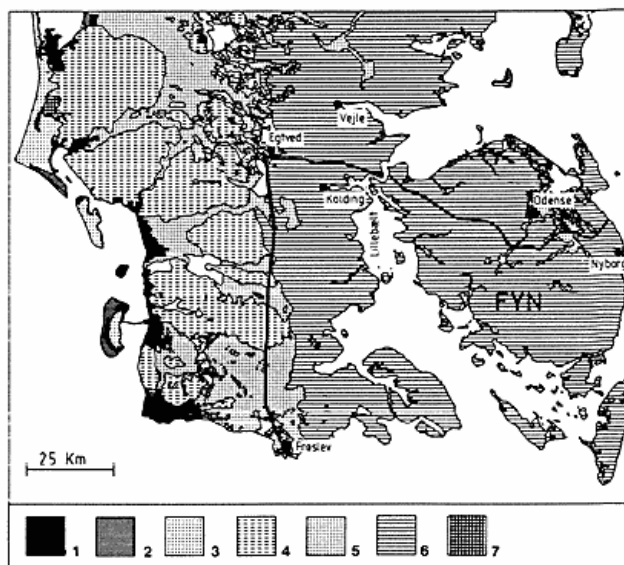 Vejle
Egtved
Kolding
Odense
Lillebælt
Nyborg
FYN
Frøslev
25 Km
1 2 3 4 5 6 7